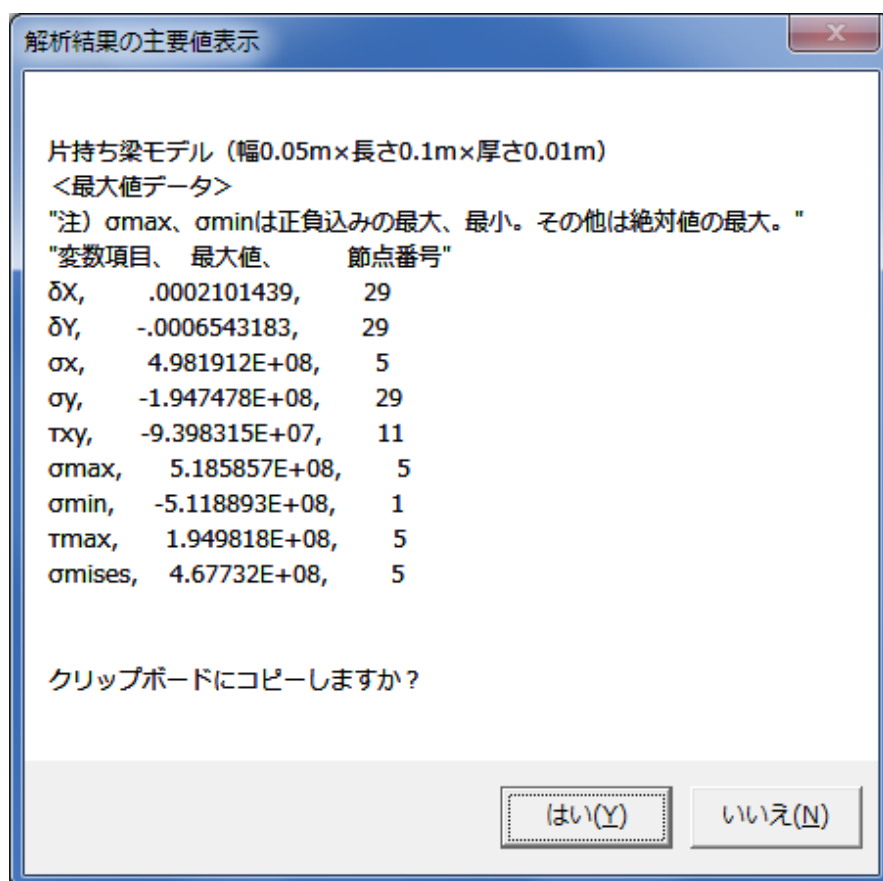 解析結果の主要値表示
片持ち梁モデル（幅0.05m×長さ0.1m×厚さ0.01m）
＜最大値データ＞
"注）σmax、σminは正負込みの最大、最小。その他は絶対値の最大。"
"変数項目、 最大値、 節点番号"
δX, .0002101439, 29
δY, -.0006543183, 29
σx, 4.981912E+08, 5
σy, -1.947478E+08, 29
τxy, -9.398315E+07, 11
σmax, 5.185857E+08, 5
σmin, -5.118893E+08, 1
τmax, 1.949818E+08, 5
σmises, 4.67732E+08, 5
クリップボードにコピーしますか？
はい(Y) いいえ(N)